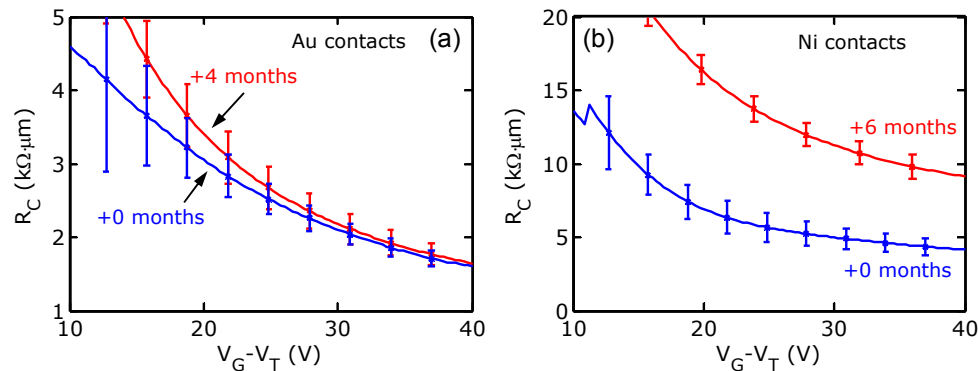 Au contacts (a)
+4 months
+0 months
5
4
3
2
1
10 20 30 40
R_C (kΩ·µm)
V_G-V_T (V)
(b) Ni contacts
+6 months
+0 months
20
15
10
5
0
10 20 30 40
R_C (kΩ·µm)
V_G-V_T (V)